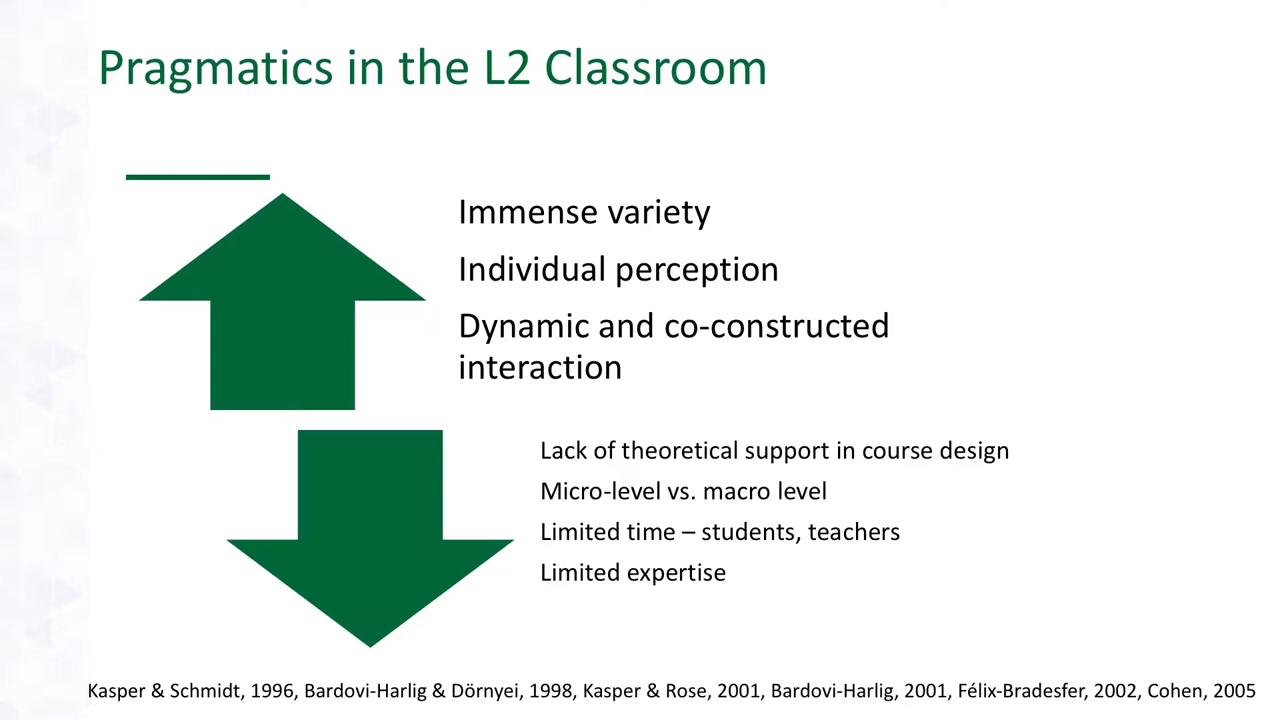 Pragmatics in the L2 Classroom
Immense variety
Individual perception
Dynamic and co-constructed
interaction
Lack of theoretical support in course design
Micro-level vs. macro level
Limited time – students, teachers
Limited expertise
Kasper & Schmidt, 1996, Bardovi-Harlig & Dörnyei, 1998, Kasper & Rose, 2001, Bardovi-Harlig, 2001, Félix-Bradesfer, 2002, Cohen, 2005